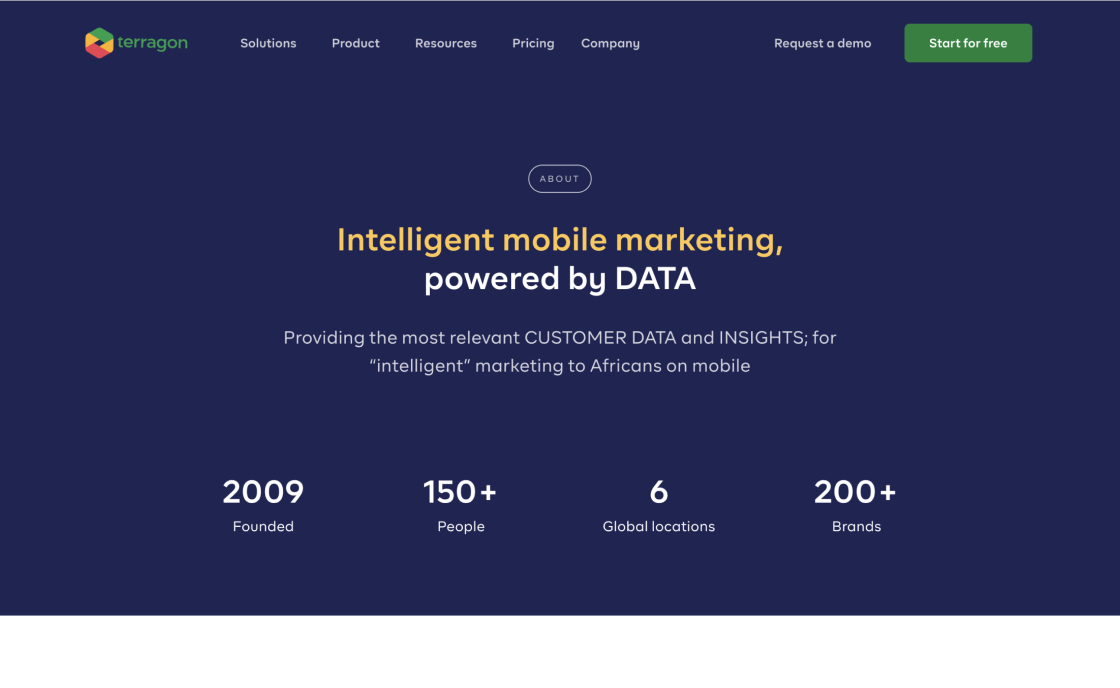 terragon
Solutions
Product
Resources
Pricing
Company
Request a demo
Start for free
ABOUT
Intelligent mobile marketing,
powered by DATA
Providing the most relevant CUSTOMER DATA and INSIGHTS; for
“intelligent” marketing to Africans on mobile
2009
Founded
150+
People
6
Global locations
200+
Brands